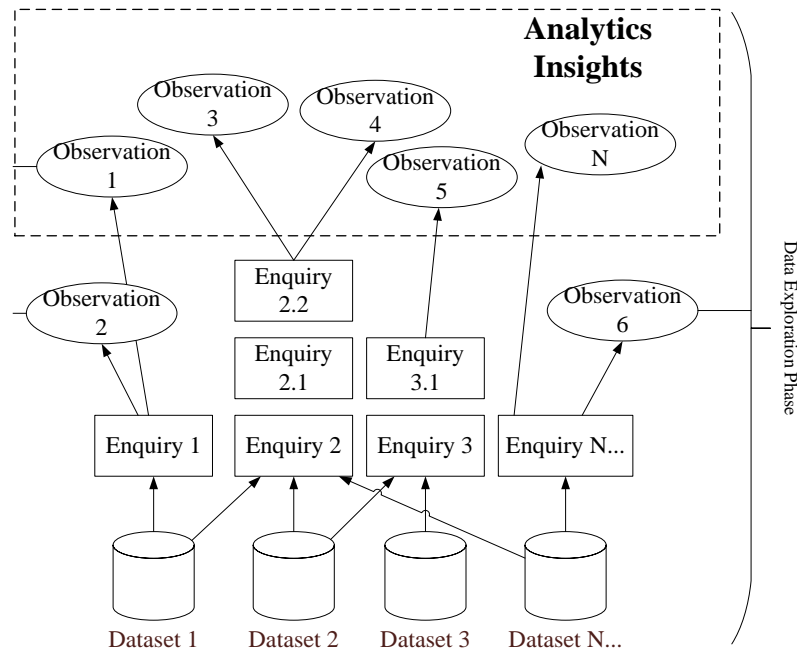 Analytics
Insights
Observation
3
Observation
4
Observation
1
Observation
5
Observation
N
Enquiry
2.2
Observation
2
Observation
6
Enquiry
2.1
Enquiry
3.1
Enquiry 1
Enquiry 2
Enquiry 3
Enquiry N...
Dataset 1
Dataset 2
Dataset 3
Dataset N...
Data Exploration Phase